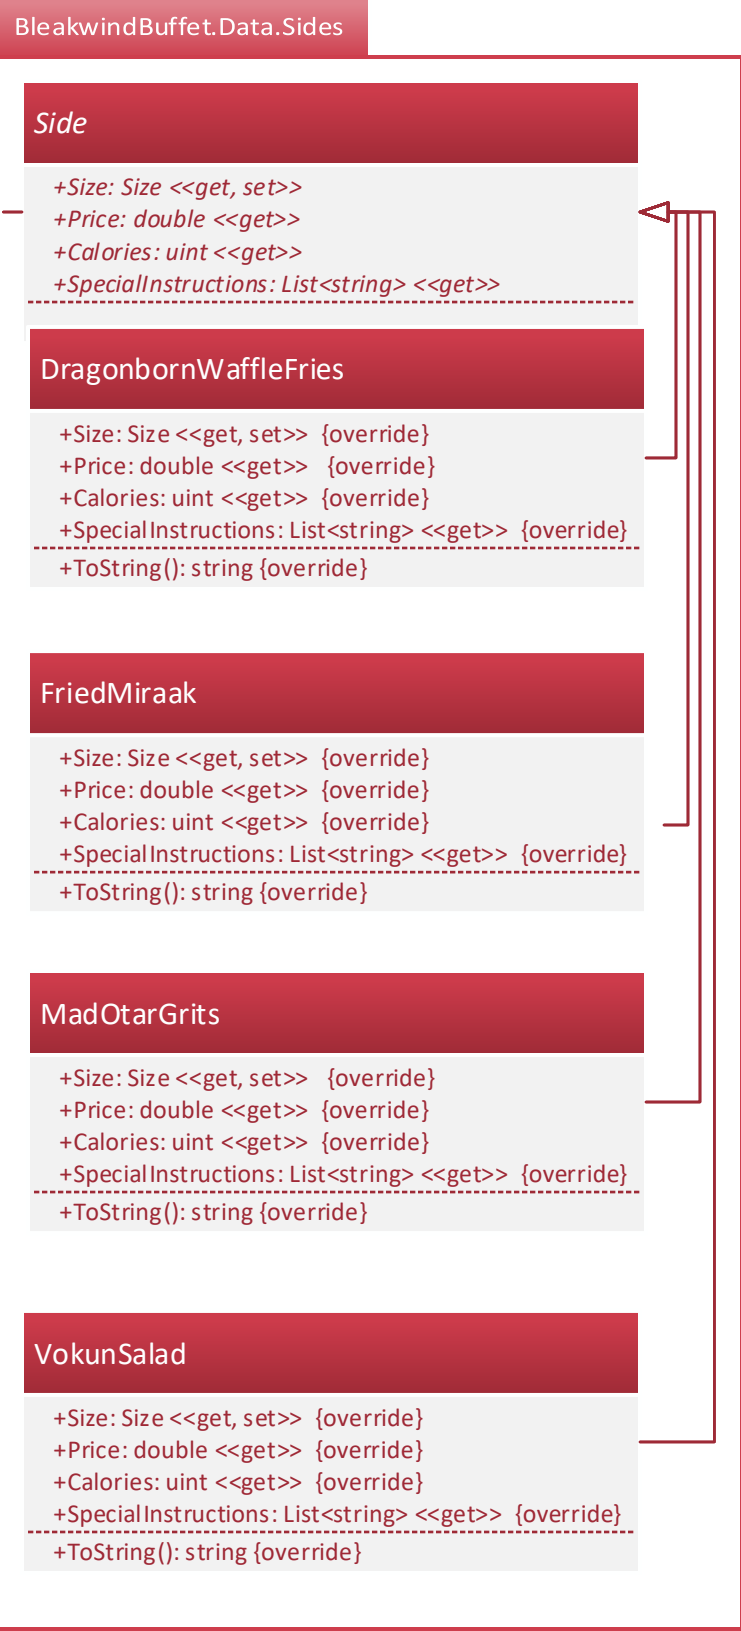 BleakwindBuffet.Data.Sides
Side
+Size: Size <<get, set>>
+Price: double <<get>>
+Calories: uint <<get>>
+SpecialInstructions: List<string> <<get>>
DragonbornWaffleFries
+Size: Size <<get, set>> {override}
+Price: double <<get>> {override}
+Calories: uint <<get>> {override}
+SpecialInstructions: List<string> <<get>> {override}
+ToString(): string {override}
FriedMiraak
+Size: Size <<get, set>> {override}
+Price: double <<get>> {override}
+Calories: uint <<get>> {override}
+SpecialInstructions: List<string> <<get>> {override}
+ToString(): string {override}
MadOtarGrits
+Size: Size <<get, set>> {override}
+Price: double <<get>> {override}
+Calories: uint <<get>> {override}
+SpecialInstructions: List<string> <<get>> {override}
+ToString(): string {override}
VokunSalad
+Size: Size <<get, set>> {override}
+Price: double <<get>> {override}
+Calories: uint <<get>> {override}
+SpecialInstructions: List<string> <<get>> {override}
+ToString(): string {override}